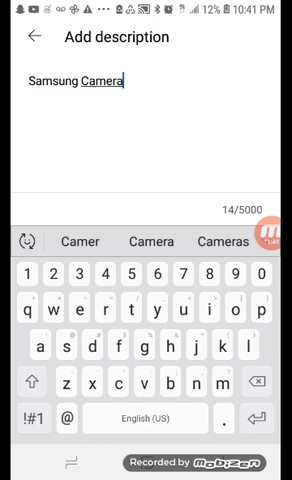 12% 10:41 PM
Add description
Samsung Camera
14/5000
Camer Camera Cameras
1 2 3 4 5 6 7 8 9 0
q w e r t y u i o p
a s d f g h j k l
z x c v b n m
!#1 @ English (US) .
Recorded by mobizen